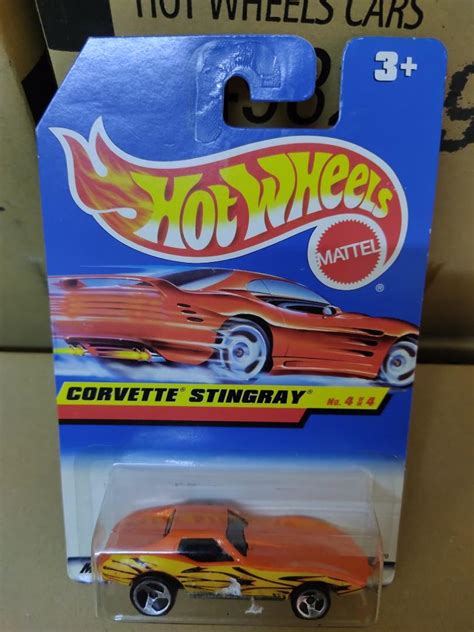 HOT WHEELS CARS
3+
HOT WHEELS
MATTEL
®
CORVETTE® STINGRAY®
No. 4 of 4